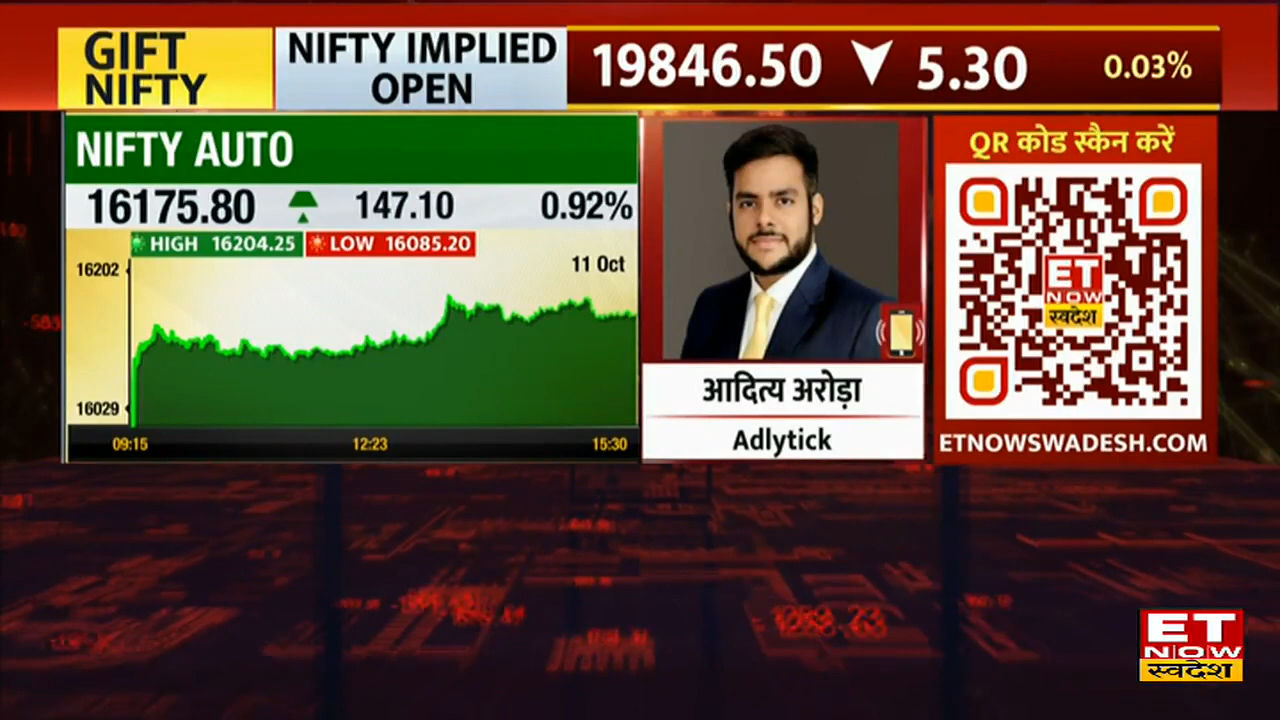 GIFT
NIFTY
NIFTY IMPLIED
OPEN
19846.50
5.30
0.03%
NIFTY AUTO
16175.80
147.10
0.92%
HIGH 16204.25
LOW 16085.20
16202
11 Oct
16029
09:15
12:23
15:30
आदित्य अरोड़ा
Adlytick
QR कोड स्कैन करें
ET
NOW
स्वदेश
ETNOWSWADESH.COM
ET
NOW
स्वदेश